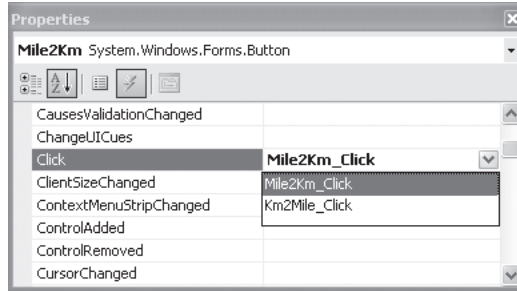 Properties
Mile2Km System.Windows.Forms.Button
CausesValidationChanged
ChangeUICues
Click Mile2Km_Click
ClientSizeChanged Mile2Km_Click
ContextMenuStripChanged Km2Mile_Click
ControlAdded
ControlRemoved
CursorChanged